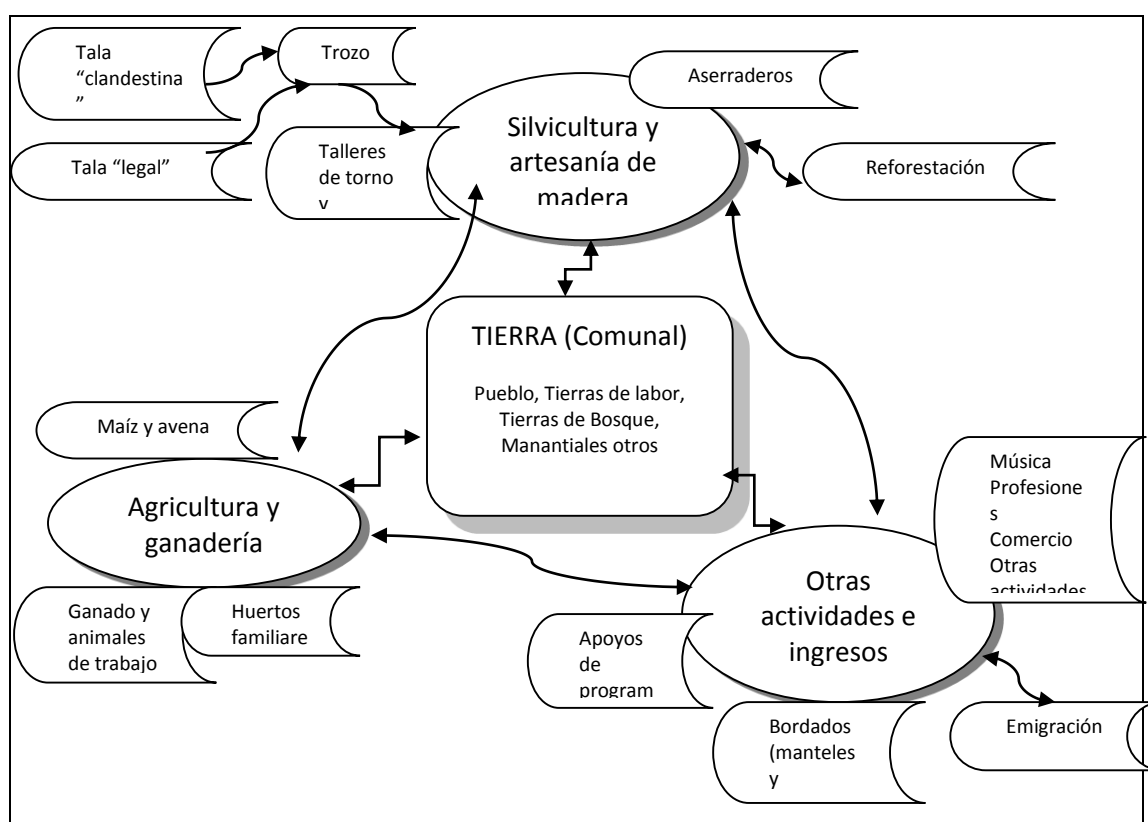 Tala
“clandestina
”
Trozo
Aserraderos
Silvicultura y
artesanía de
madera
Tala “legal”
Talleres
de torno
y
Reforestación
TIERRA (Comunal)
Pueblo, Tierras de labor,
Tierras de Bosque,
Manantiales otros
Maíz y avena
Agricultura y
ganadería
Ganado y
animales
de trabajo
Huertos
familiare
Música
Profesione
s
Comercio
Otras
actividades
Otras
actividades e
ingresos
Apoyos
de
program
Bordados
(manteles
y
Emigración